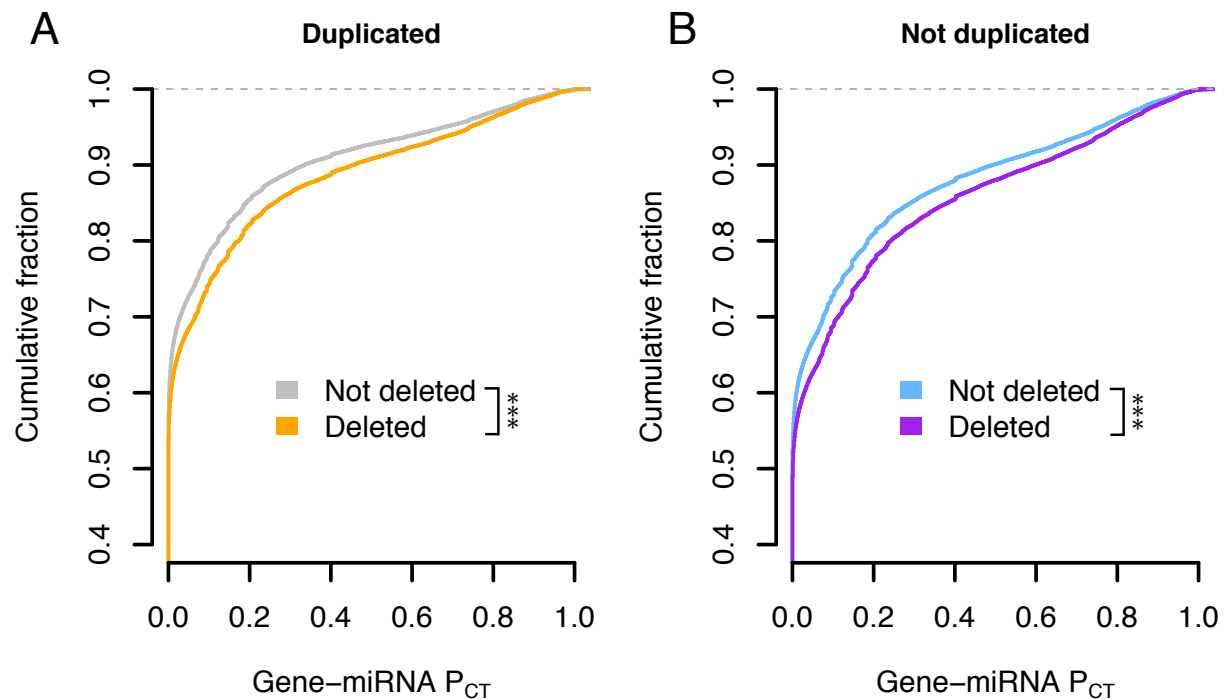 A
Duplicated
Cumulative fraction
1.0
0.9
0.8
0.7
0.6
0.5
0.4
Not deleted
Deleted
***
0.0 0.2 0.4 0.6 0.8 1.0
Gene−miRNA PCT
B
Not duplicated
Cumulative fraction
1.0
0.9
0.8
0.7
0.6
0.5
0.4
Not deleted
Deleted
***
0.0 0.2 0.4 0.6 0.8 1.0
Gene−miRNA PCT